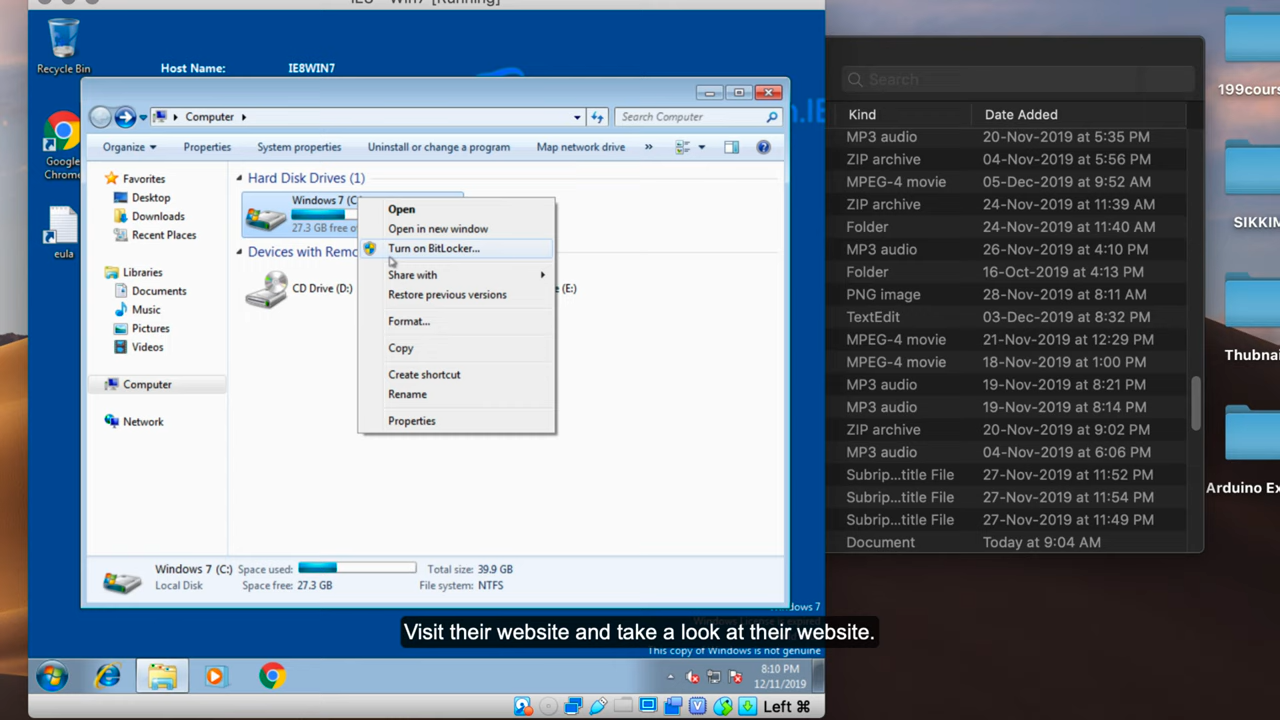 IE8 - Win7 [Running]
Recycle Bin
Host Name:
IE8WIN7
Google
Chrome
eula
Computer
Search Computer
Organize
Properties
System properties
Uninstall or change a program
Map network drive
»
Favorites
Desktop
Downloads
Recent Places
Libraries
Documents
Music
Pictures
Videos
Computer
Network
Hard Disk Drives (1)
Windows 7 (C
27.3 GB free o
Devices with Remo
CD Drive (D:)
(E:)
Open
Open in new window
Turn on BitLocker...
Share with
Restore previous versions
Format...
Copy
Create shortcut
Rename
Properties
Windows 7 (C:) Space used: Total size: 39.9 GB
Local Disk Space free: 27.3 GB File system: NTFS
Visit their website and take a look at their website.
This copy of Windows is not genuine
8:10 PM
12/11/2019
Left ⌘
Search
Kind Date Added
MP3 audio 20-Nov-2019 at 5:35 PM
ZIP archive 04-Nov-2019 at 5:56 PM
MPEG-4 movie 05-Dec-2019 at 9:52 AM
ZIP archive 04-Nov-2019 at 9:52 AM
Folder 24-Nov-2019 at 11:40 AM
MP3 audio 26-Nov-2019 at 4:10 PM
Folder 16-Oct-2019 at 4:13 PM
PNG image 28-Nov-2019 at 8:11 AM
TextEdit 03-Dec-2019 at 8:32 PM
MPEG-4 movie 21-Nov-2019 at 12:29 PM
MPEG-4 movie 18-Nov-2019 at 1:00 PM
MP3 audio 19-Nov-2019 at 8:21 PM
MP3 audio 19-Nov-2019 at 8:14 PM
ZIP archive 20-Nov-2019 at 9:02 PM
MP3 audio 04-Nov-2019 at 6:06 PM
Subrip...title File 27-Nov-2019 at 11:52 PM
Subrip...title File 27-Nov-2019 at 11:54 PM
Subrip...title File 27-Nov-2019 at 11:49 PM
Document Today at 9:04 AM
199cours
SIKKIM
Thubnai
Arduino Ex